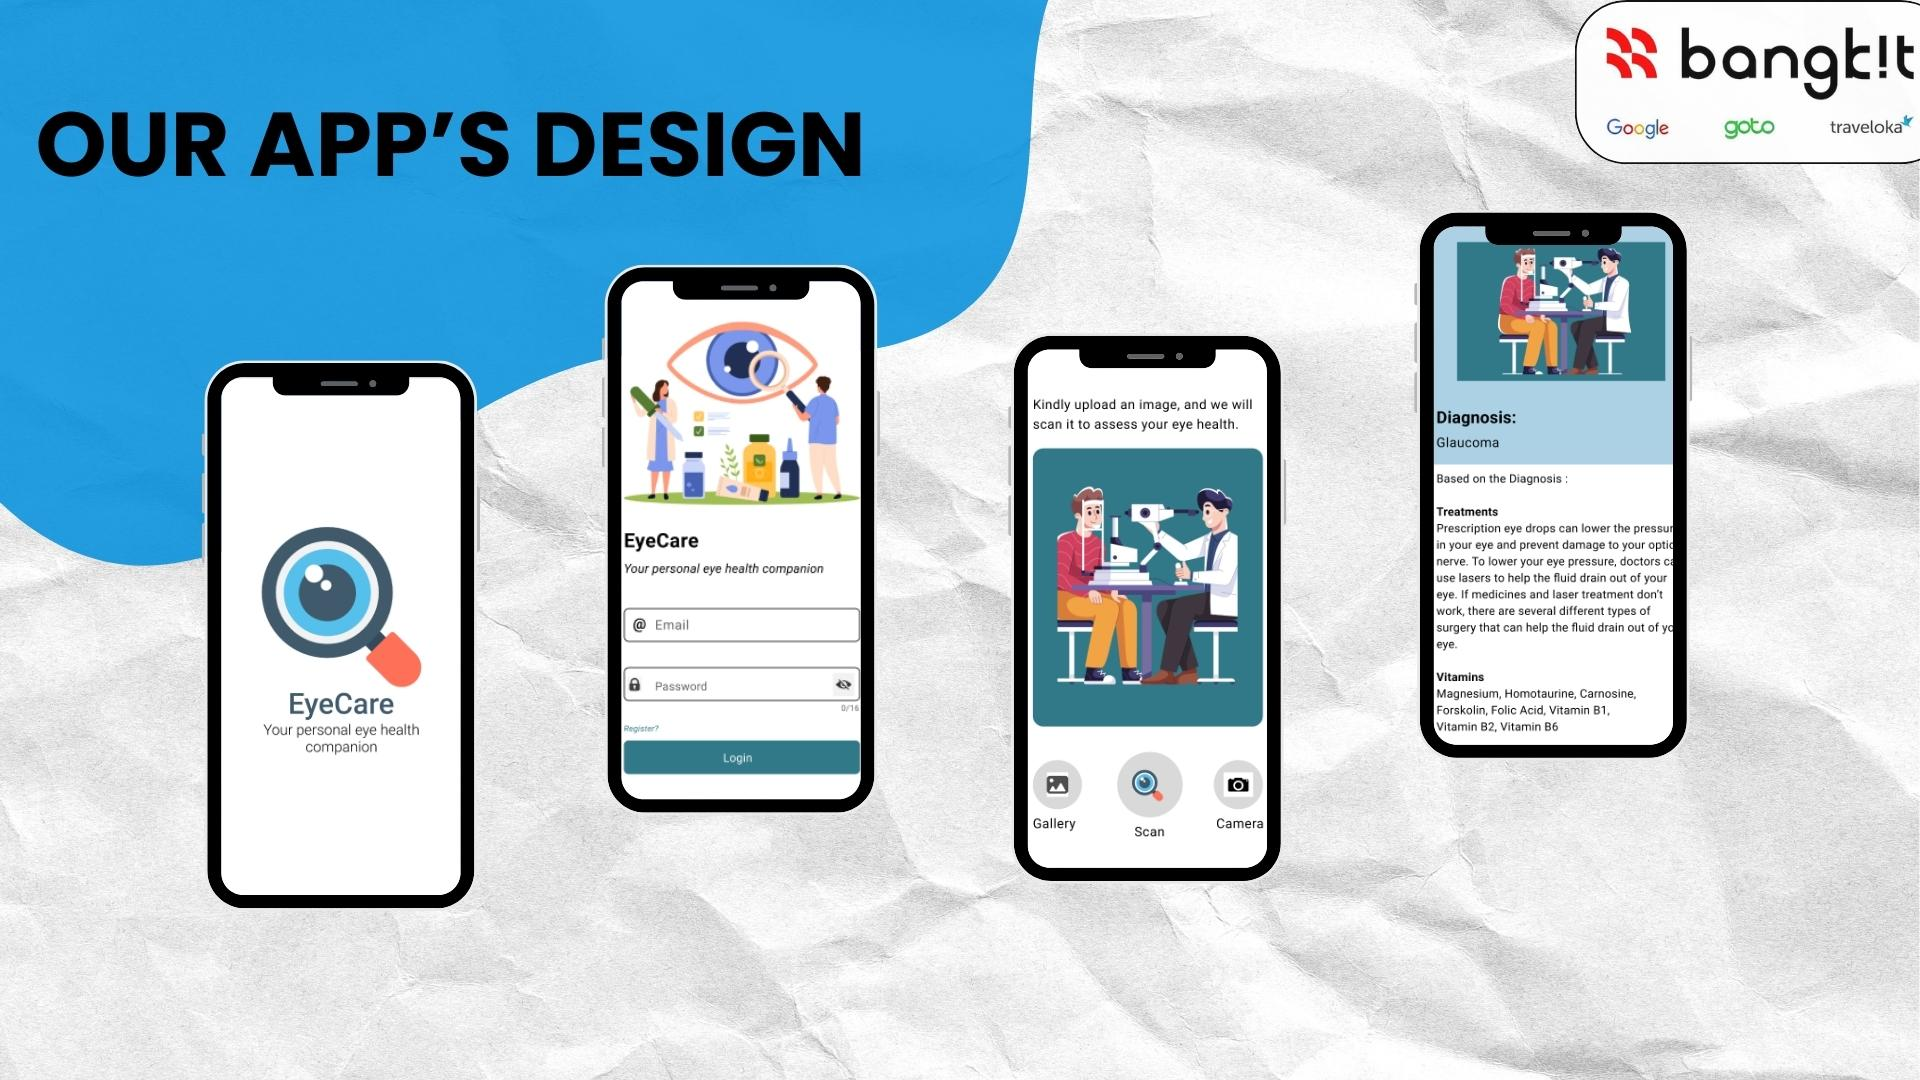 OUR APP’S DESIGN
bangk!t
Google goto traveloka
EyeCare
Your personal eye health
companion
EyeCare
Your personal eye health companion
@ Email
Password
0/16
Register?
Login
Kindly upload an image, and we will
scan it to assess your eye health.
Gallery
Scan
Camera
Diagnosis:
Glaucoma
Based on the Diagnosis :
Treatments
Prescription eye drops can lower the pressur
in your eye and prevent damage to your optic
nerve. To lower your eye pressure, doctors ca
use lasers to help the fluid drain out of your
eye. If medicines and laser treatment don’t
work, there are several different types of
surgery that can help the fluid drain out of yo
eye.
Vitamins
Magnesium, Homotaurine, Carnosine,
Forskolin, Folic Acid, Vitamin B1,
Vitamin B2, Vitamin B6